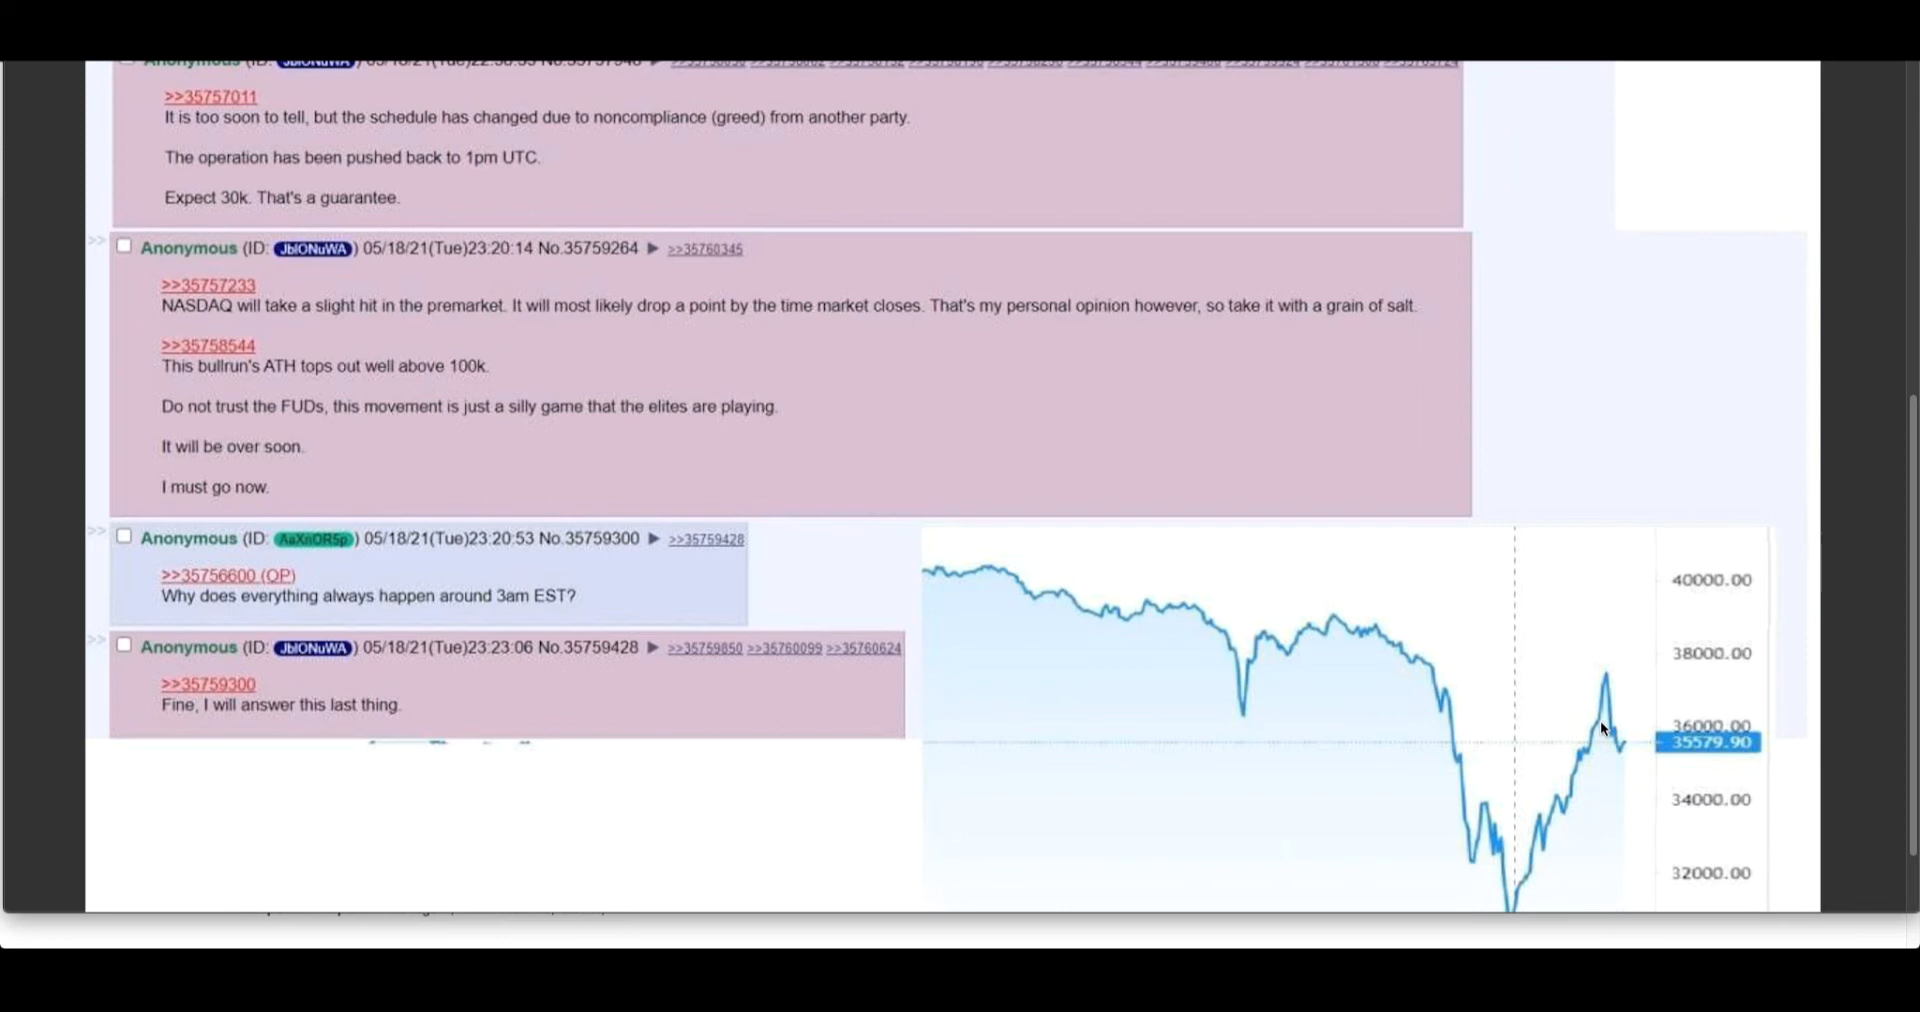 >>35757011
It is too soon to tell, but the schedule has changed due to noncompliance (greed) from another party.
The operation has been pushed back to 1pm UTC.
Expect 30k. That's a guarantee.
>> Anonymous (ID: JblONuWA) 05/18/21(Tue)23:20:14 No.35759264 ▶ >>35760345
>>35757233
NASDAQ will take a slight hit in the premarket. It will most likely drop a point by the time market closes. That's my personal opinion however, so take it with a grain of salt.
>>35758544
This bullrun's ATH tops out well above 100k.
Do not trust the FUDs, this movement is just a silly game that the elites are playing.
It will be over soon.
I must go now.
>> Anonymous (ID: AaXnOR5p) 05/18/21(Tue)23:20:53 No.35759300 ▶ >>35759428
>>35756600 (OP)
Why does everything always happen around 3am EST?
>> Anonymous (ID: JblONuWA) 05/18/21(Tue)23:23:06 No.35759428 ▶ >>35759850 >>35760099 >>35760624
>>35759300
Fine, I will answer this last thing.
40000.00
38000.00
36000.00
35579.90
34000.00
32000.00